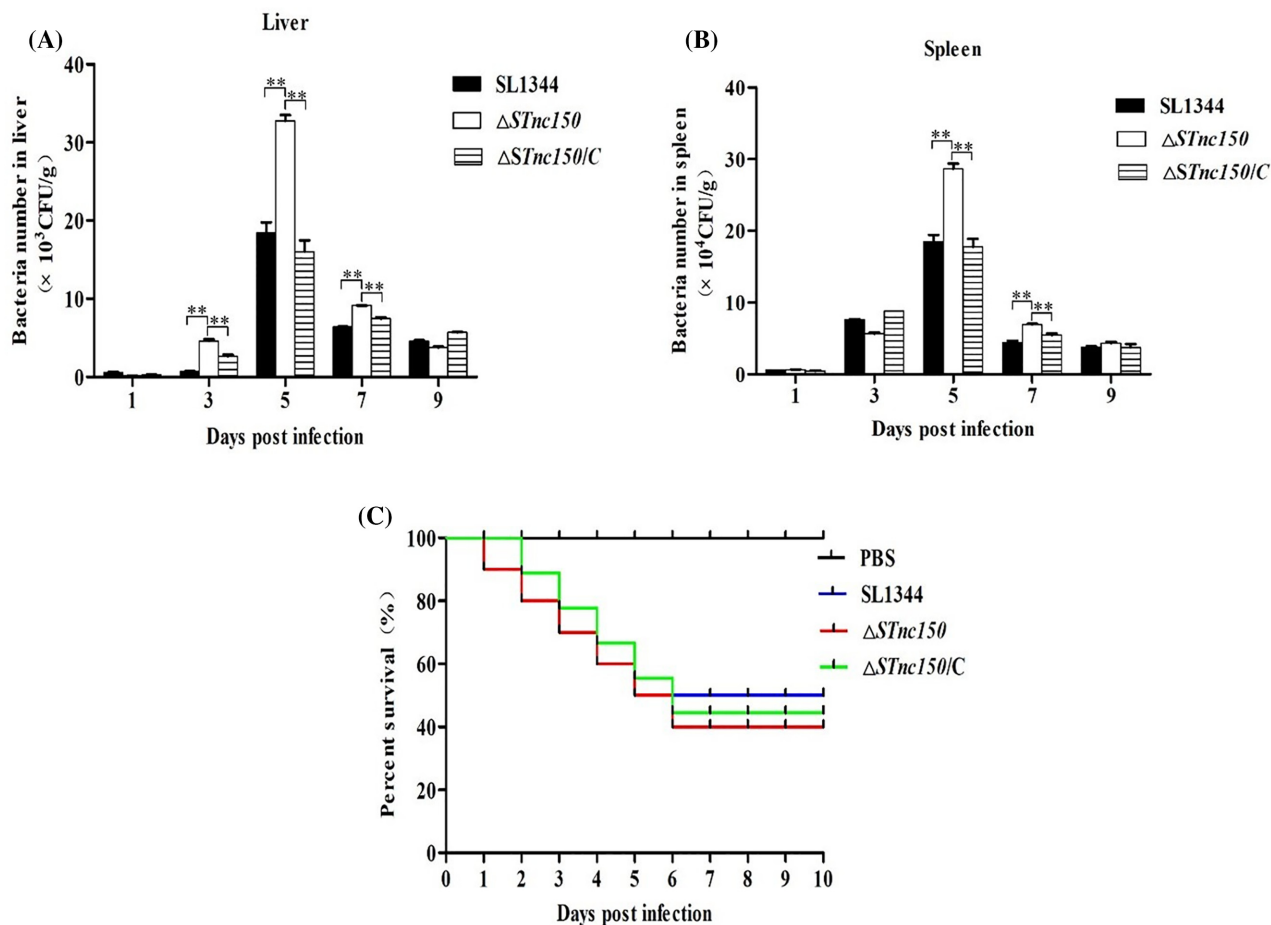 (A)
Liver
Bacteria number in liver
(× 10³CFU/g)
40
30
20
10
0
** **
** **
** **
1 3 5 7 9
Days post infection
SL1344
△STnc150
△STnc150/C
(B)
Spleen
Bacteria number in spleen
(× 10⁴CFU/g)
40
30
20
10
0
** **
** **
1 3 5 7 9
Days post infection
SL1344
△STnc150
△STnc150/C
(C)
Percent survival (%)
100
80
60
40
20
0
0 1 2 3 4 5 6 7 8 9 10
Days post infection
PBS
SL1344
△STnc150
△STnc150/C